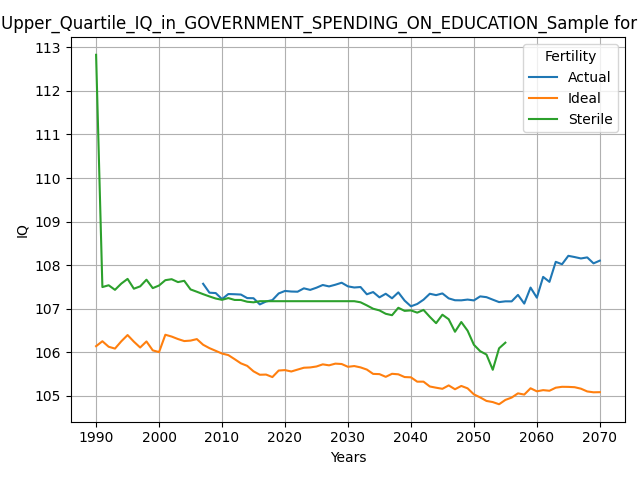 Upper_Quartile_IQ_in_GOVERNMENT_SPENDING_ON_EDUCATION_Sample for
113
112
111
110
109
108
107
106
105
IQ
Fertility
Actual
Ideal
Sterile
1990 2000 2010 2020 2030 2040 2050 2060 2070
Years